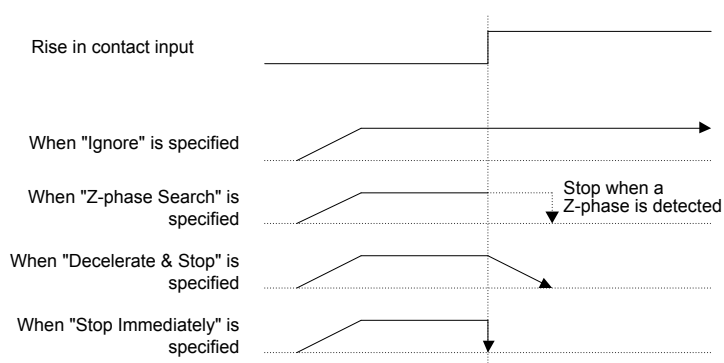 Rise in contact input
When "Ignore" is specified
When "Z-phase Search" is
specified
Stop when a
Z-phase is detected
When "Decelerate & Stop" is
specified
When "Stop Immediately" is
specified